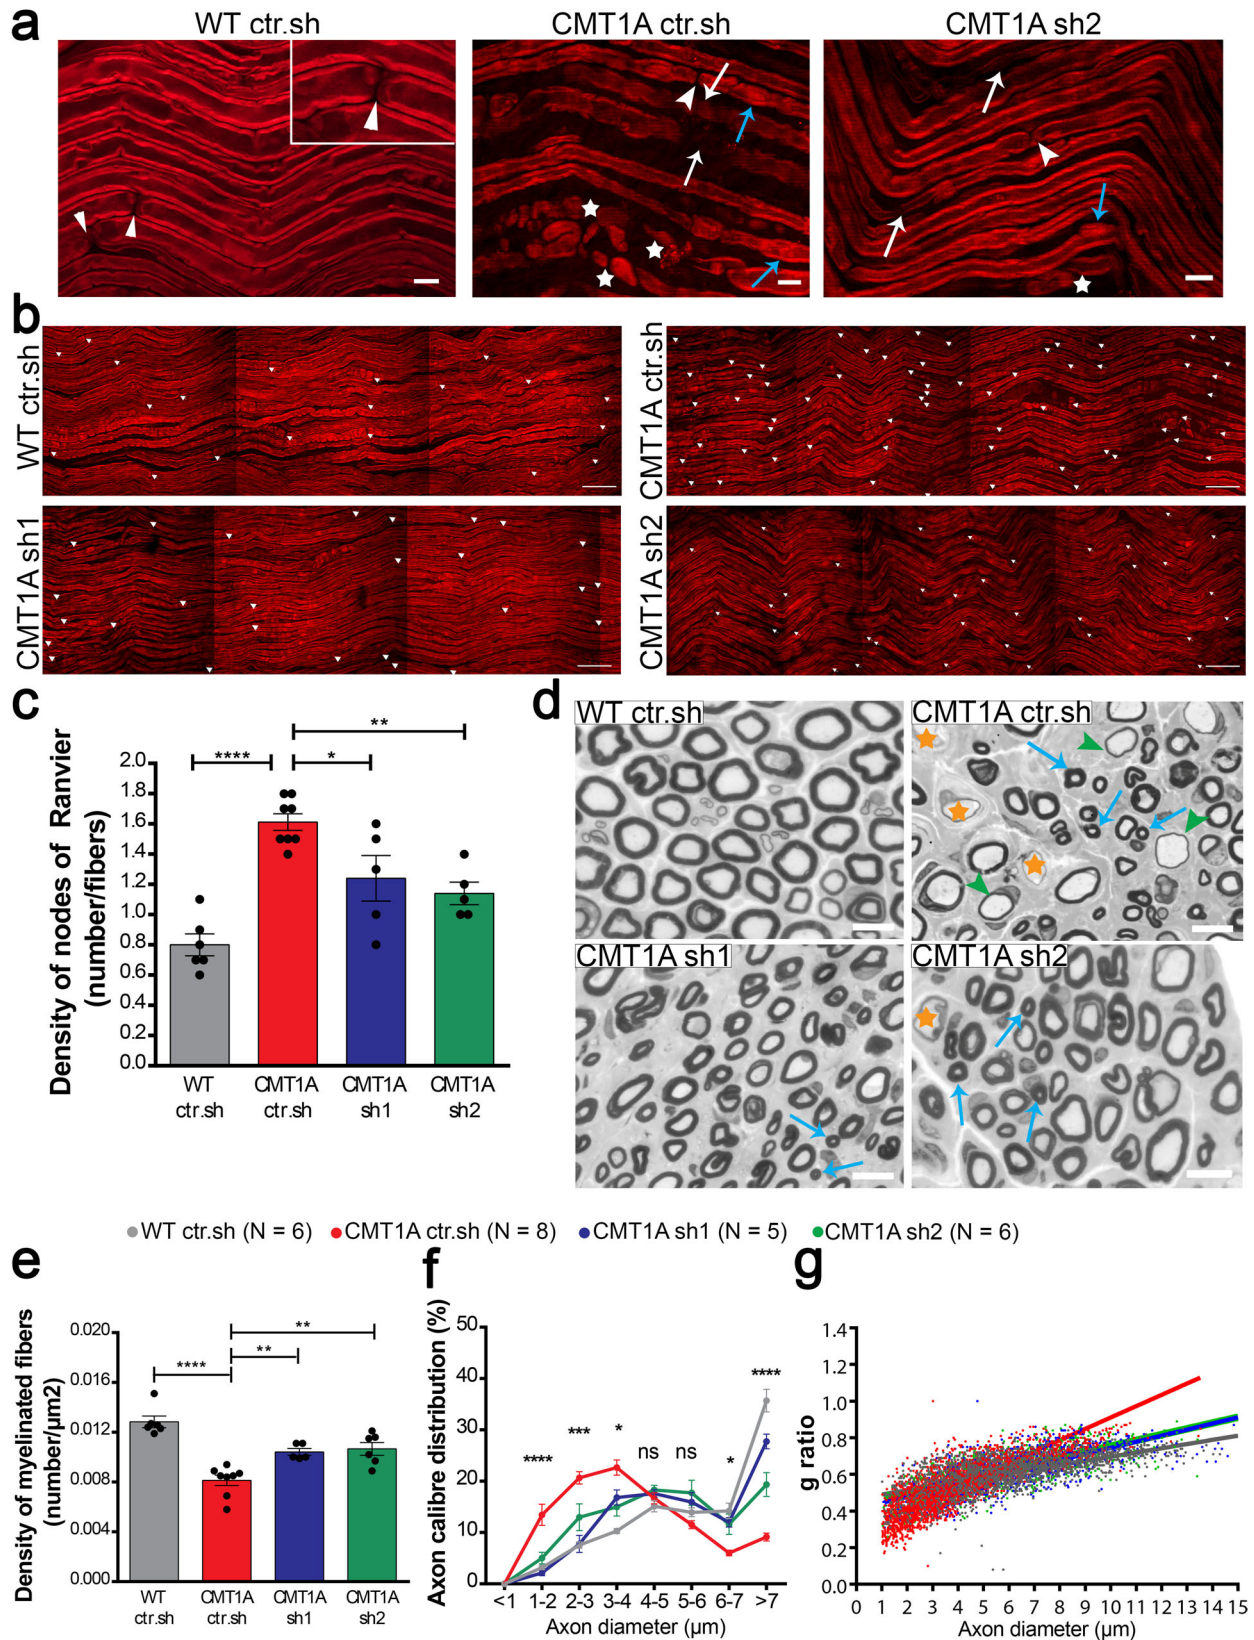 a
WT ctr.sh
CMT1A ctr.sh
CMT1A sh2
b
WT ctr.sh
CMT1A ctr.sh
CMT1A sh1
CMT1A sh2
c
Density of nodes of Ranvier
(number/fibers)
2.0
1.8
1.6
1.4
1.2
1.0
0.8
0.6
0.4
0.2
0.0
****
*
**
WT
ctr.sh
CMT1A
ctr.sh
CMT1A
sh1
CMT1A
sh2
d
WT ctr.sh
CMT1A ctr.sh
CMT1A sh1
CMT1A sh2
WT ctr.sh (N = 6)
CMT1A ctr.sh (N = 8)
CMT1A sh1 (N = 5)
CMT1A sh2 (N = 6)
e
Density of myelinated fibers
(number/µm2)
0.020
0.016
0.012
0.008
0.004
0.000
****
**
**
WT
ctr.sh
CMT1A
ctr.sh
CMT1A
sh1
CMT1A
sh2
f
Axon calibre distribution (%)
50
40
30
20
10
0
****
***
*
ns
ns
*
****
<1
1-2
2-3
3-4
4-5
5-6
6-7
>7
Axon diameter (µm)
g
g ratio
1.4
1.2
1.0
0.8
0.6
0.4
0.2
0.0
0 1 2 3 4 5 6 7 8 9 10 11 12 13 14 15
Axon diameter (µm)